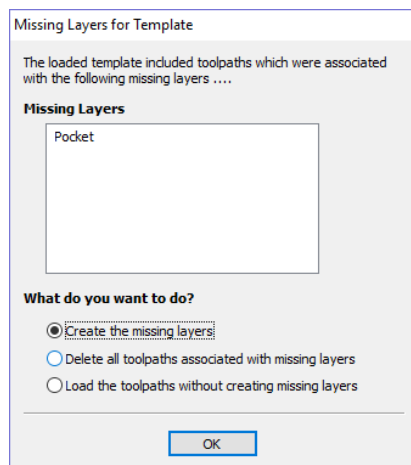 Missing Layers for Template
The loaded template included toolpaths which were associated
with the following missing layers ....
Missing Layers
Pocket
What do you want to do?
Create the missing layers
Delete all toolpaths associated with missing layers
Load the toolpaths without creating missing layers
OK